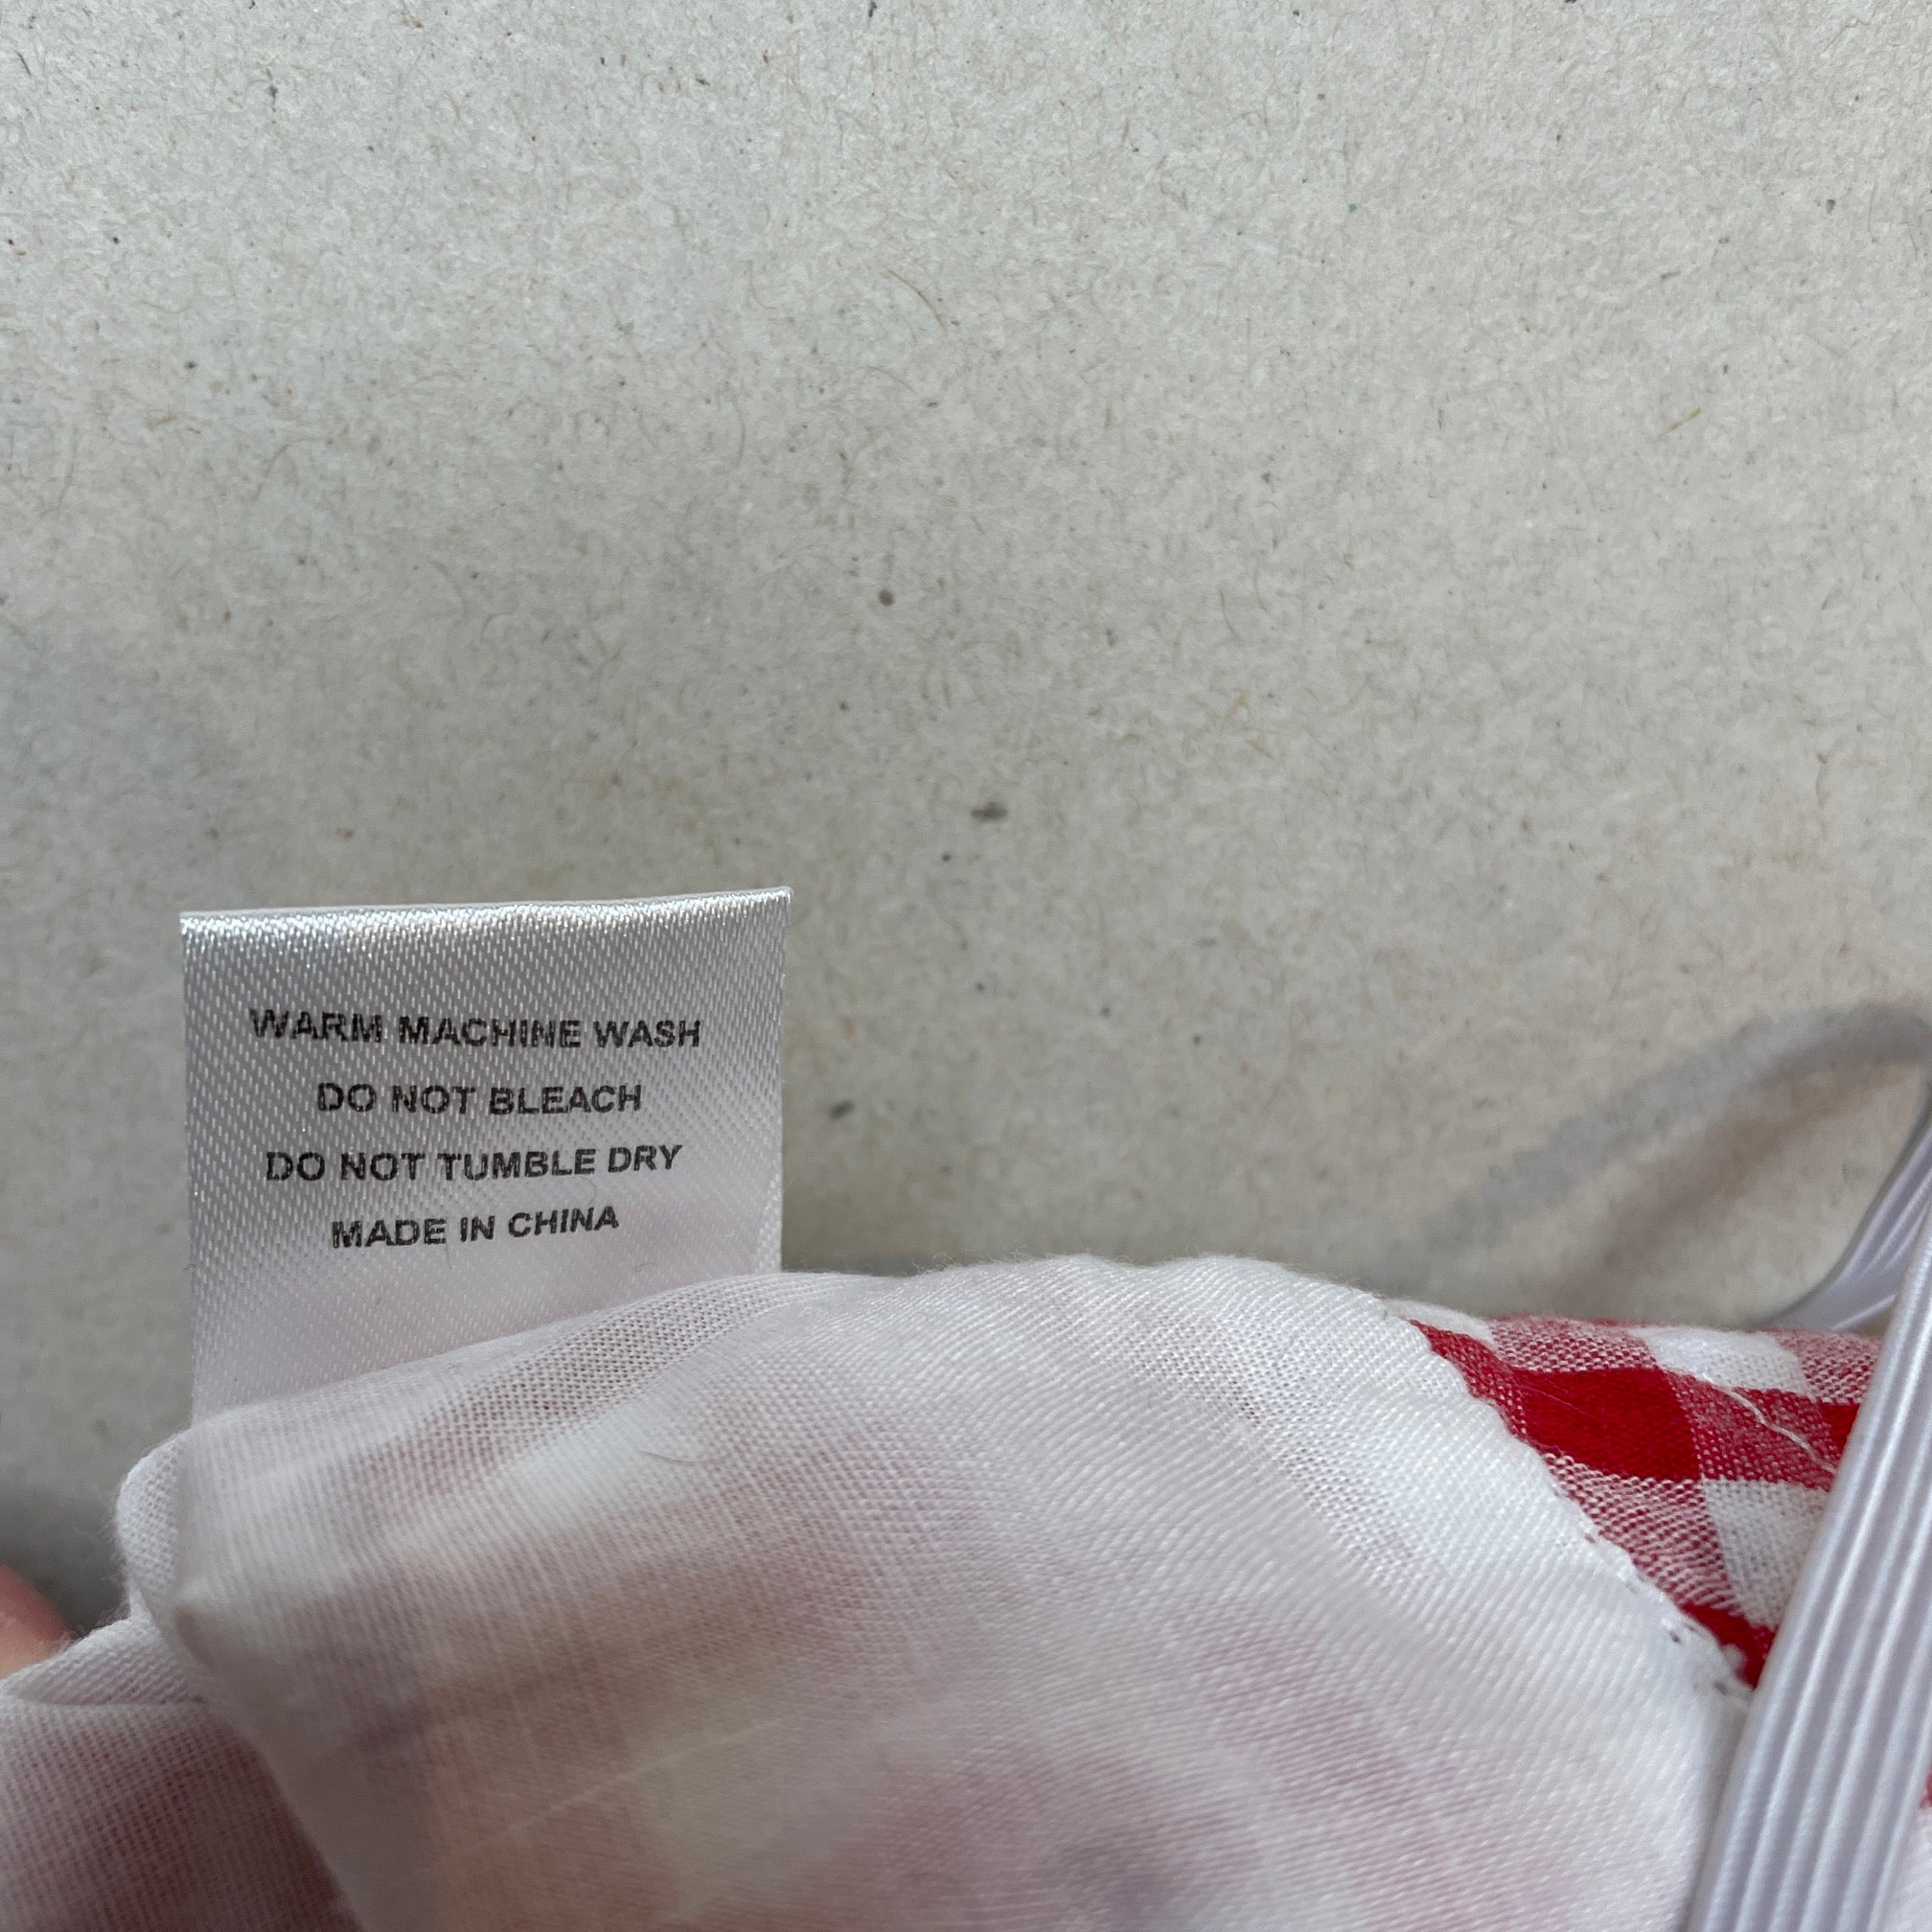 WARM MACHINE WASH
DO NOT BLEACH
DO NOT TUMBLE DRY
MADE IN CHINA